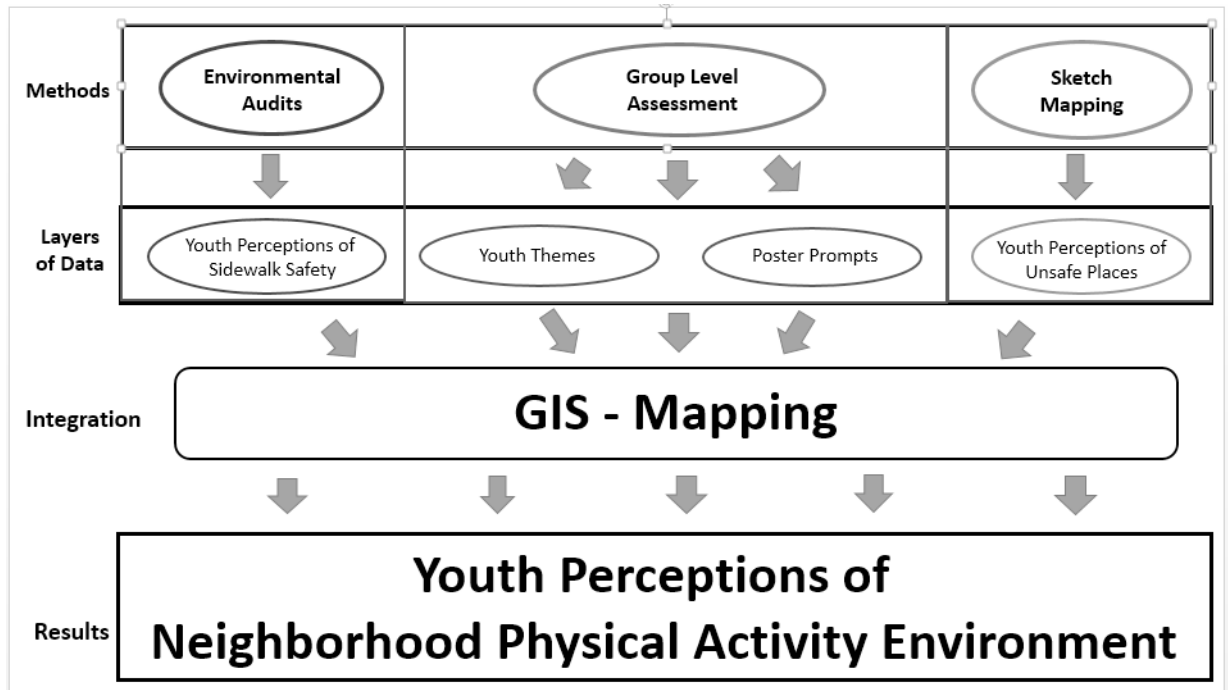 Methods
Environmental
Audits
Group Level
Assessment
Sketch
Mapping
Layers
of Data
Youth Perceptions of
Sidewalk Safety
Youth Themes
Poster Prompts
Youth Perceptions of
Unsafe Places
Integration
GIS - Mapping
Results
Youth Perceptions of
Neighborhood Physical Activity Environment